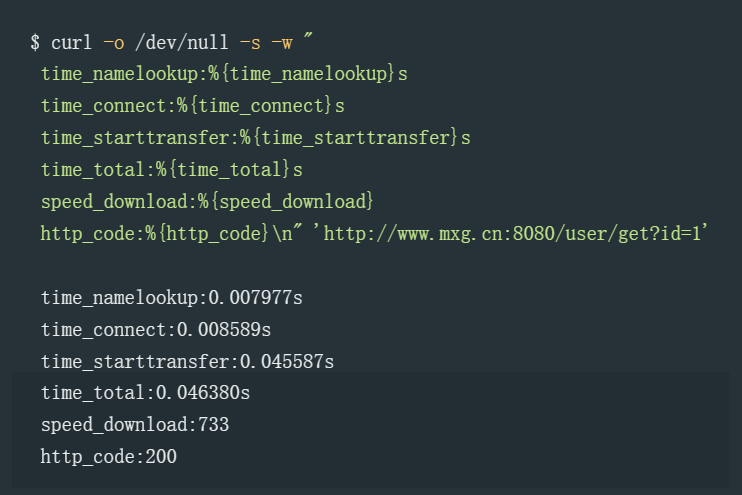 $ curl -o /dev/null -s -w "
time_namelookup:%{time_namelookup}s
time_connect:%{time_connect}s
time_starttransfer:%{time_starttransfer}s
time_total:%{time_total}s
speed_download:%{speed_download}
http_code:%{http_code}\n" 'http://www.mxg.cn:8080/user/get?id=1'
time_namelookup:0.007977s
time_connect:0.008589s
time_starttransfer:0.045587s
time_total:0.046380s
speed_download:733
http_code:200